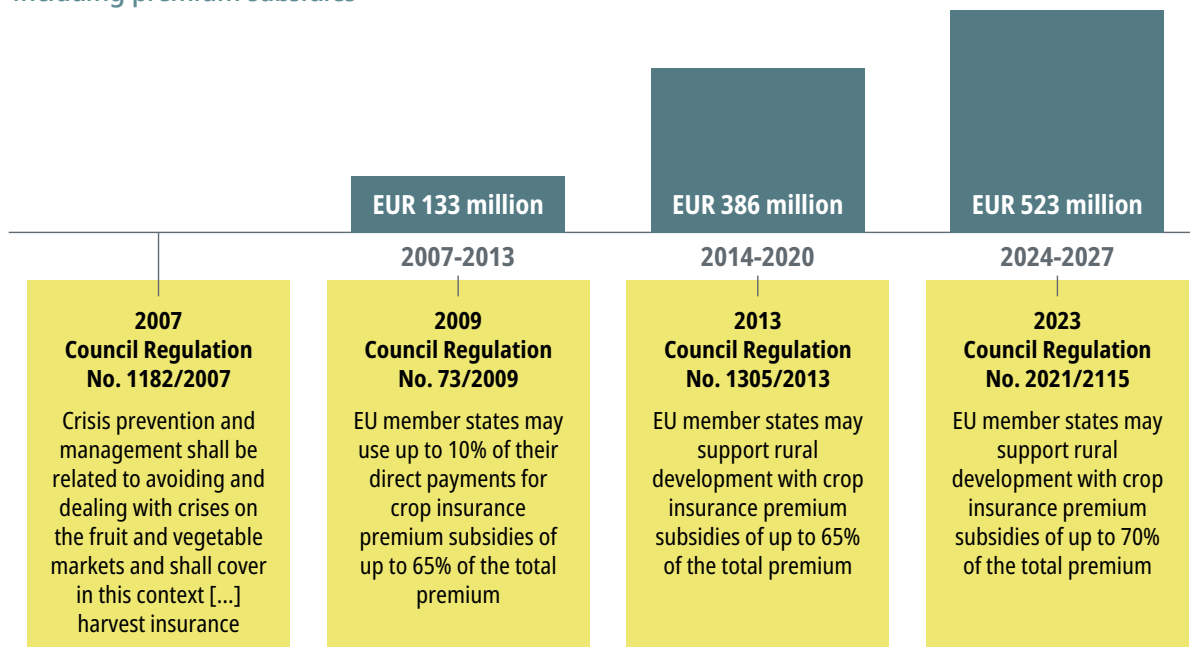 including premium subsidies
EUR 133 million
EUR 386 million
EUR 523 million
2007-2013
2014-2020
2024-2027
2007
Council Regulation
No. 1182/2007
Crisis prevention and
management shall be
related to avoiding and
dealing with crises on
the fruit and vegetable
markets and shall cover
in this context [...]
harvest insurance
2009
Council Regulation
No. 73/2009
EU member states may
use up to 10% of their
direct payments for
crop insurance
premium subsidies of
up to 65% of the total
premium
2013
Council Regulation
No. 1305/2013
EU member states may
support rural
development with crop
insurance premium
subsidies of up to 65%
of the total premium
2023
Council Regulation
No. 2021/2115
EU member states may
support rural
development with crop
insurance premium
subsidies of up to 70%
of the total premium